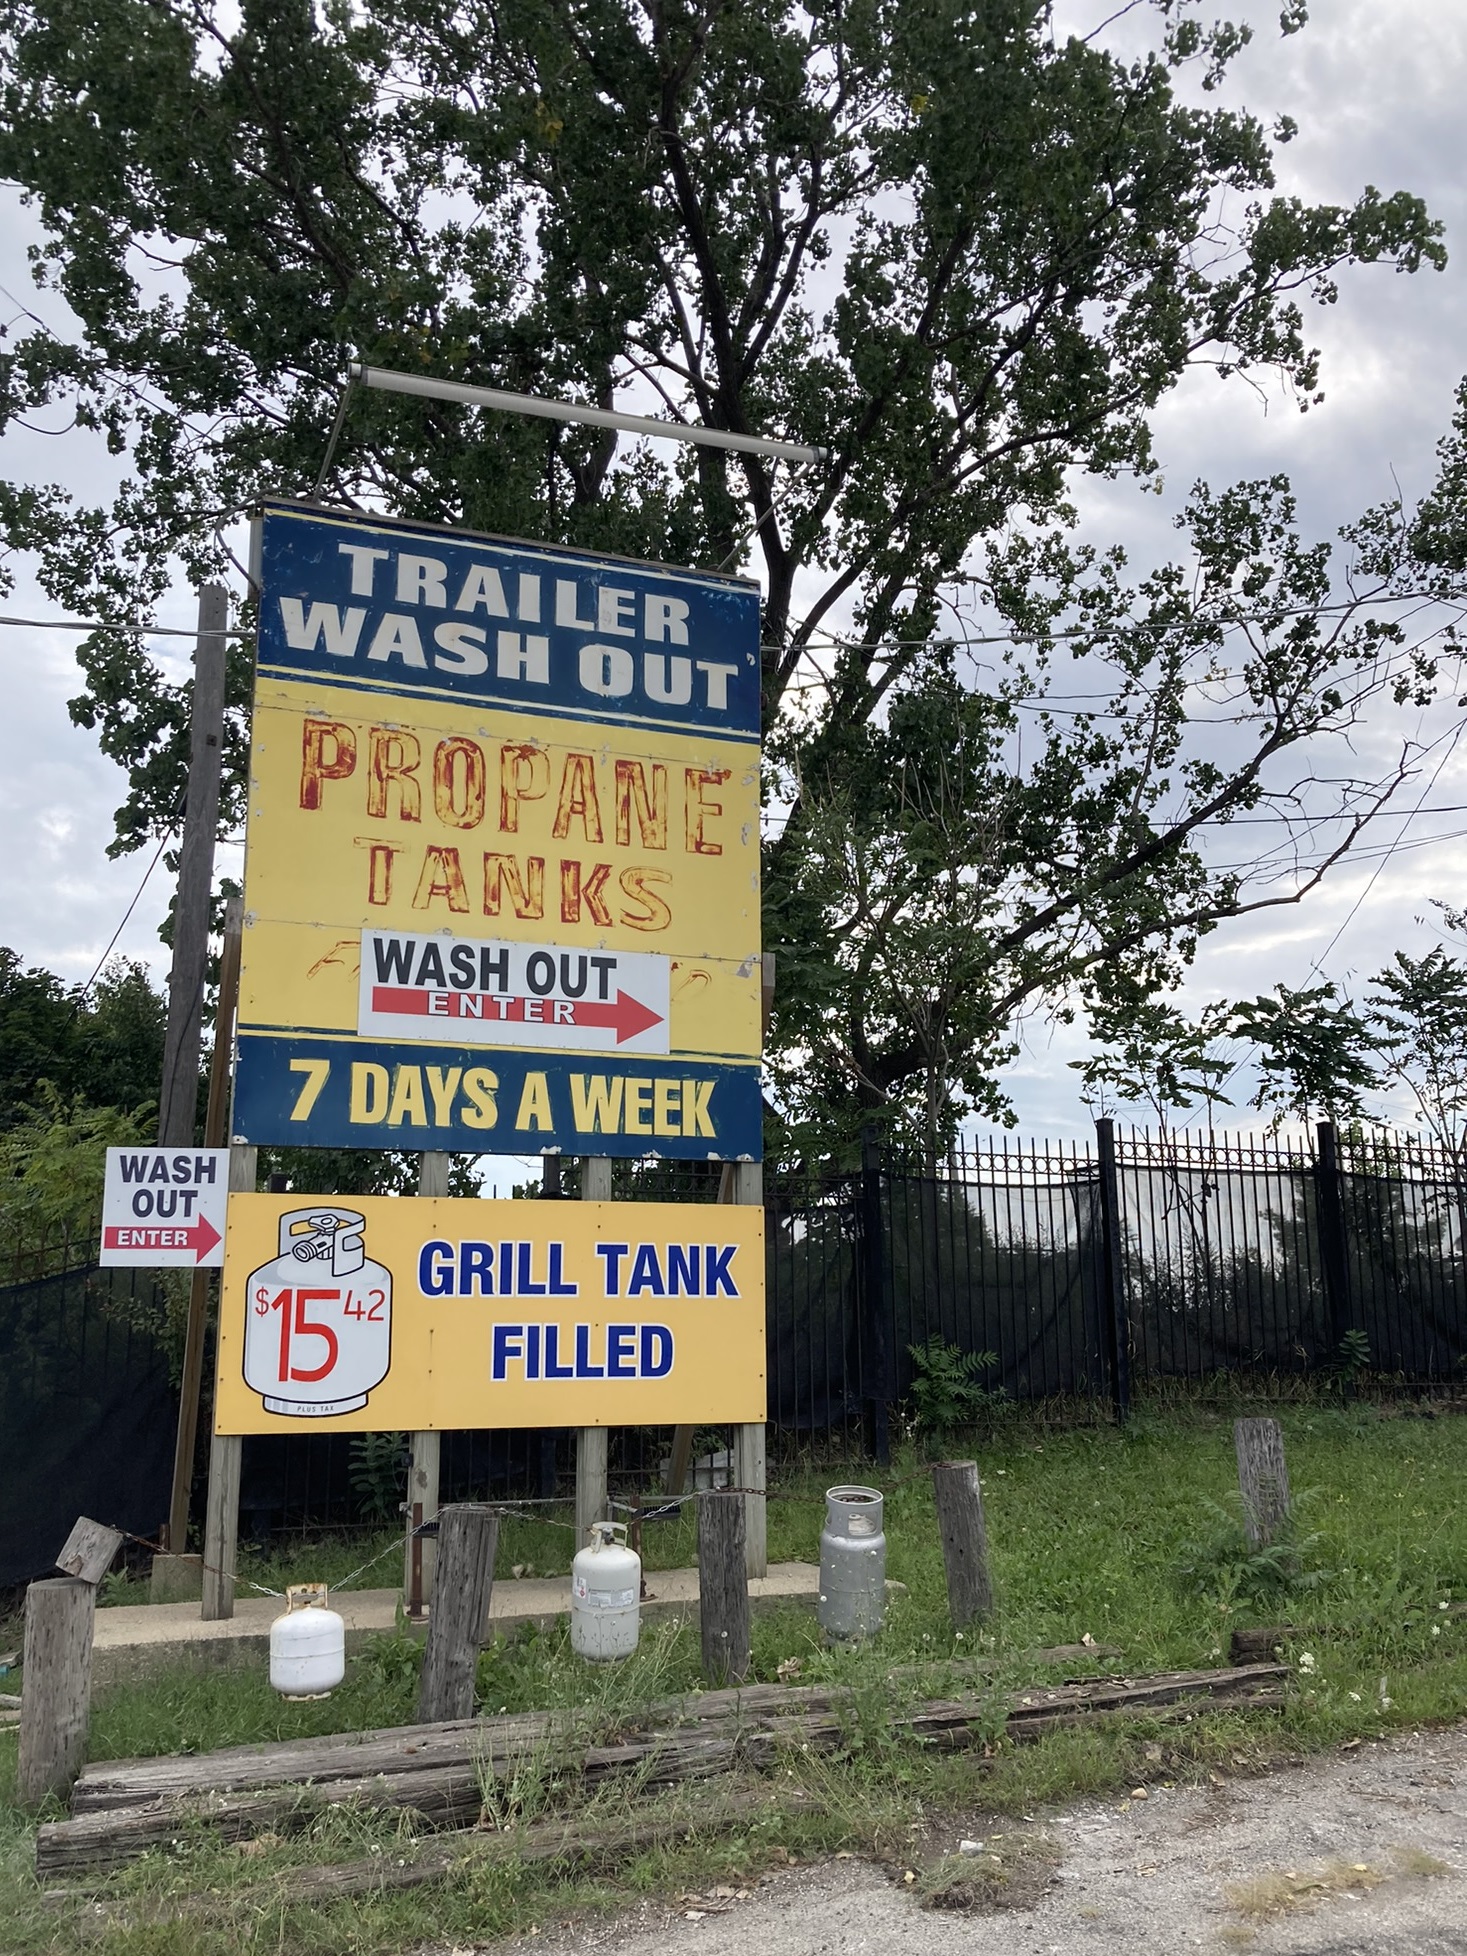 TRAILER
WASH OUT
PROPANE
TANKS
WASH OUT
ENTER
7 DAYS A WEEK
WASH
OUT
ENTER
$15 42
PLUS TAX
GRILL TANK
FILLED